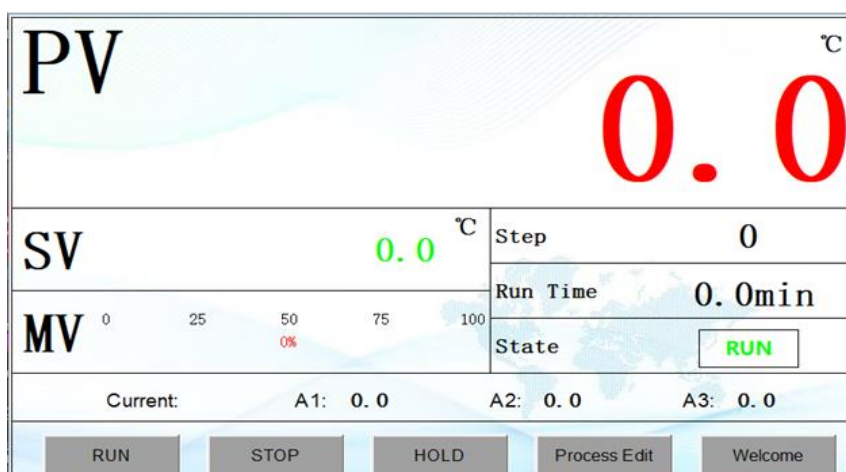 PV
℃
0.0
SV
0.0
℃
Step
0
Run Time
0.0min
MV
0 25 50 75 100
0%
State
RUN
Current: A1: 0.0 A2: 0.0 A3: 0.0
RUN STOP HOLD Process Edit Welcome